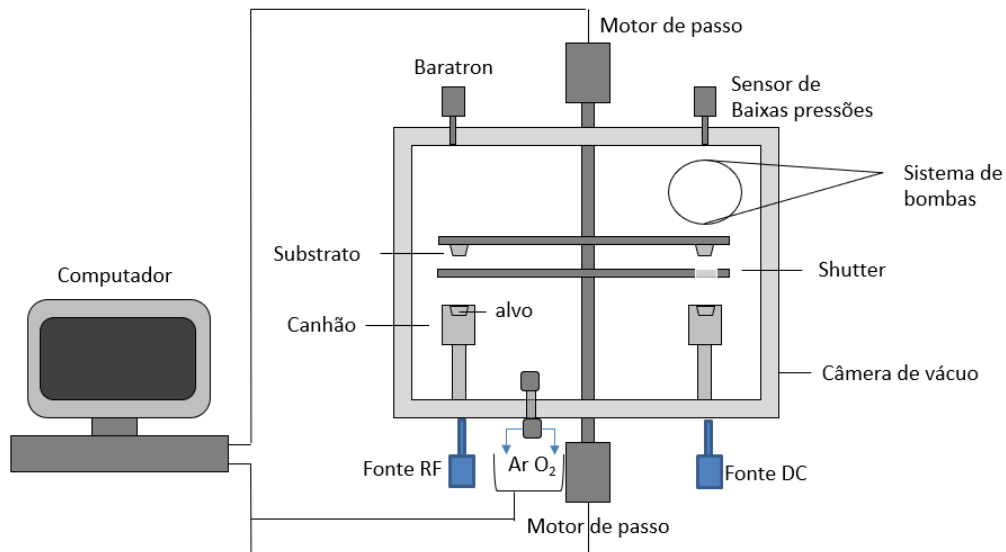 Motor de passo
Baratron
Sensor de
Baixas pressões
Sistema de
bombas
Substrato
Computador
Shutter
alvo
Canhão
Câmera de vácuo
Fonte RF
Ar O₂
Fonte DC
Motor de passo